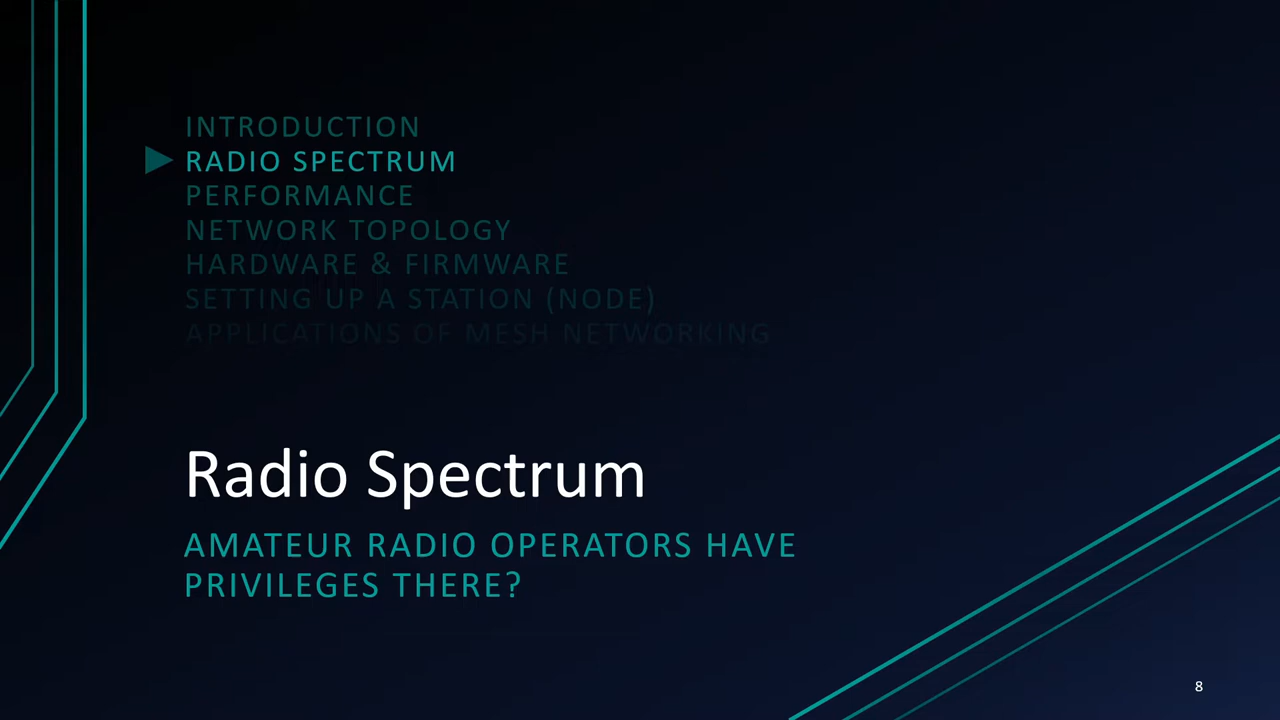 INTRODUCTION
RADIO SPECTRUM
PERFORMANCE
NETWORK TOPOLOGY
HARDWARE & FIRMWARE
SETTING UP A STATION (NODE)
APPLICATIONS OF MESH NETWORKING
Radio Spectrum
AMATEUR RADIO OPERATORS HAVE
PRIVILEGES THERE?
8